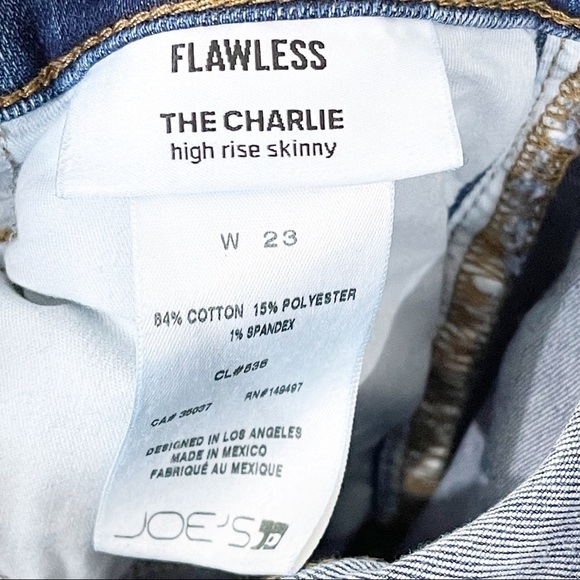 FLAWLESS
THE CHARLIE
high rise skinny
W 23
84% COTTON 15% POLYESTER
1% SPANDEX
CL#535
CA# 35037 RN#149497
DESIGNED IN LOS ANGELES
MADE IN MEXICO
FABRIQUÉ AU MEXIQUE
JOE'S